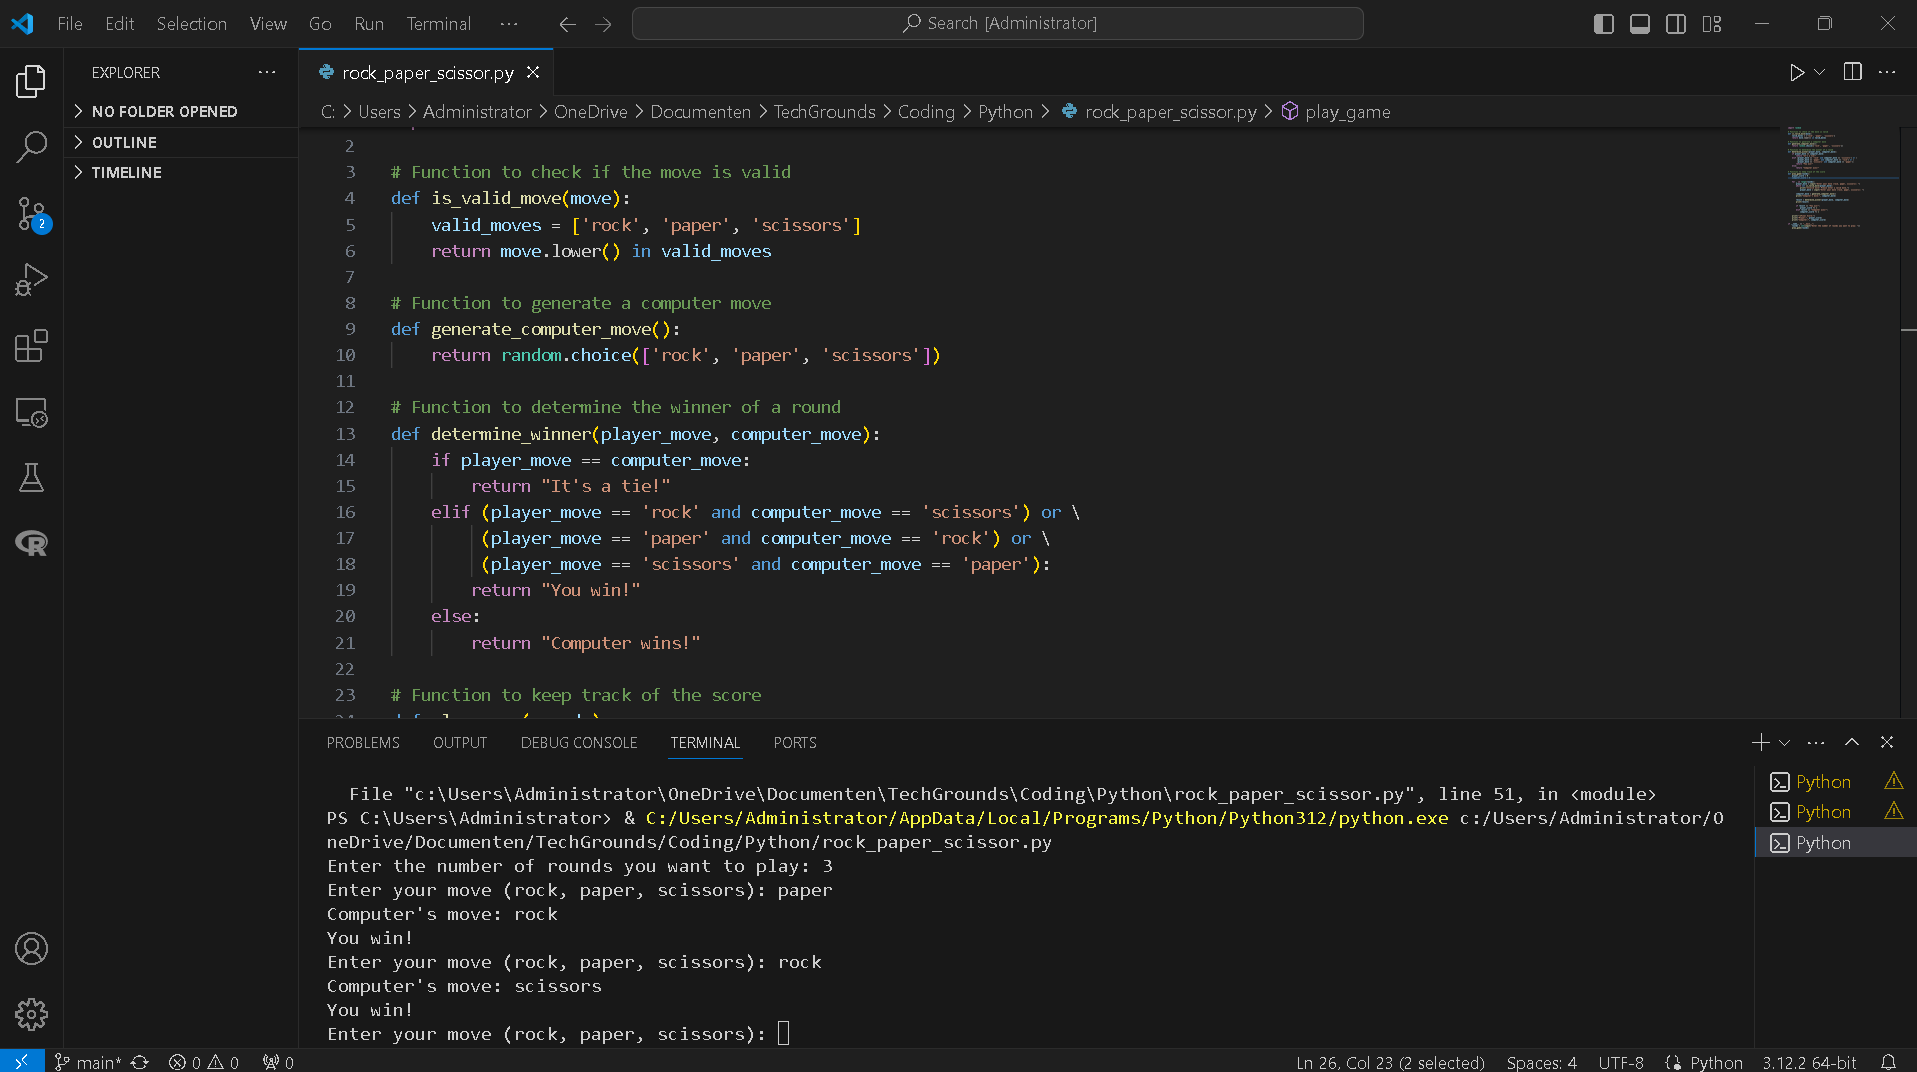 File Edit Selection View Go Run Terminal ··· Search [Administrator]
EXPLORER ···
NO FOLDER OPENED
OUTLINE
TIMELINE
rock_paper_scissor.py
C: > Users > Administrator > OneDrive > Documenten > TechGrounds > Coding > Python > rock_paper_scissor.py > play_game
2
3 # Function to check if the move is valid
4 def is_valid_move(move):
5 valid_moves = ['rock', 'paper', 'scissors']
6 return move.lower() in valid_moves
7
8 # Function to generate a computer move
9 def generate_computer_move():
10 return random.choice(['rock', 'paper', 'scissors'])
11
12 # Function to determine the winner of a round
13 def determine_winner(player_move, computer_move):
14 if player_move == computer_move:
15 return "It's a tie!"
16 elif (player_move == 'rock' and computer_move == 'scissors') or \
17 (player_move == 'paper' and computer_move == 'rock') or \
18 (player_move == 'scissors' and computer_move == 'paper'):
19 return "You win!"
20 else:
21 return "Computer wins!"
22
23 # Function to keep track of the score
PROBLEMS OUTPUT DEBUG CONSOLE TERMINAL PORTS
File "c:\Users\Administrator\OneDrive\Documenten\TechGrounds\Coding\Python\rock_paper_scissor.py", line 51, in <module>
PS C:\Users\Administrator> & C:/Users/Administrator/AppData/Local/Programs/Python/Python312/python.exe c:/Users/Administrator/O
neDrive/Documenten/TechGrounds/Coding/Python/rock_paper_scissor.py
Enter the number of rounds you want to play: 3
Enter your move (rock, paper, scissors): paper
Computer's move: rock
You win!
Enter your move (rock, paper, scissors): rock
Computer's move: scissors
You win!
Enter your move (rock, paper, scissors):
Python
Python
Python
2
main* 0 0 0 Ln 26, Col 23 (2 selected) Spaces: 4 UTF-8 Python 3.12.2 64-bit